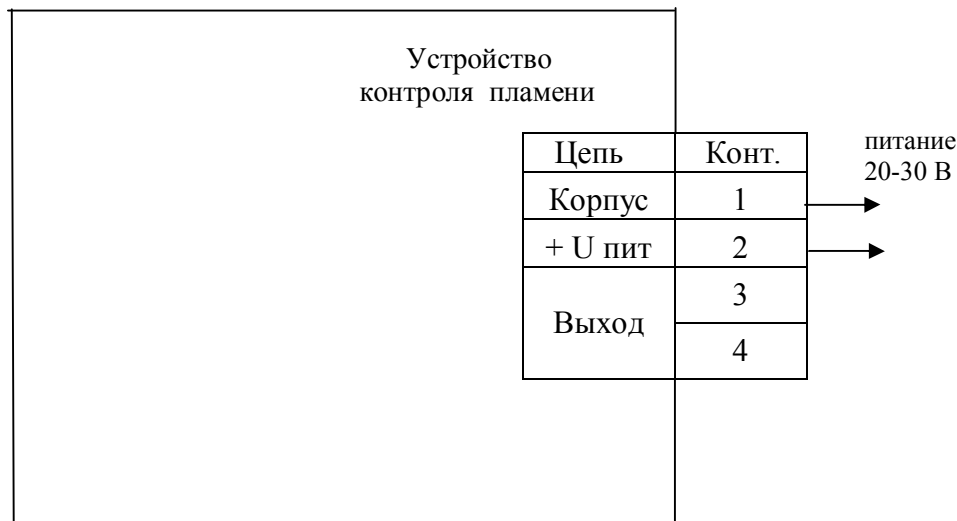 Устройство
контроля пламени
питание
20-30 В
Цепь Конт.
Корпус 1
+ U пит 2
Выход 3
4